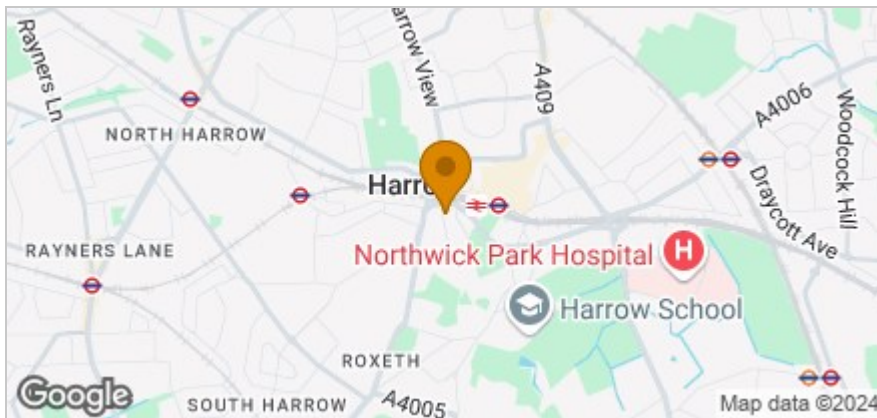 Rayners Ln
arrow View
A409
A4006
Woodcock Hill
NORTH HARROW
Harro
Draycott Ave
RAYNERS LANE
Northwick Park Hospital
H
Harrow School
ROXETH
Google
SOUTH HARROW
A4005
Map data ©2024